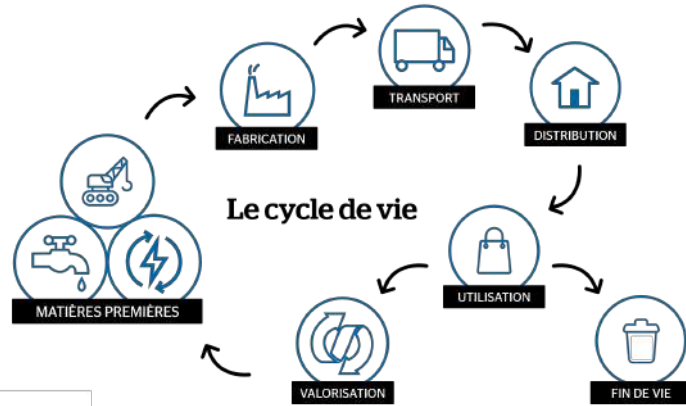 TRANSPORT
FABRICATION
DISTRIBUTION
Le cycle de vie
UTILISATION
MATIÈRES PREMIÈRES
VALORISATION
FIN DE VIE